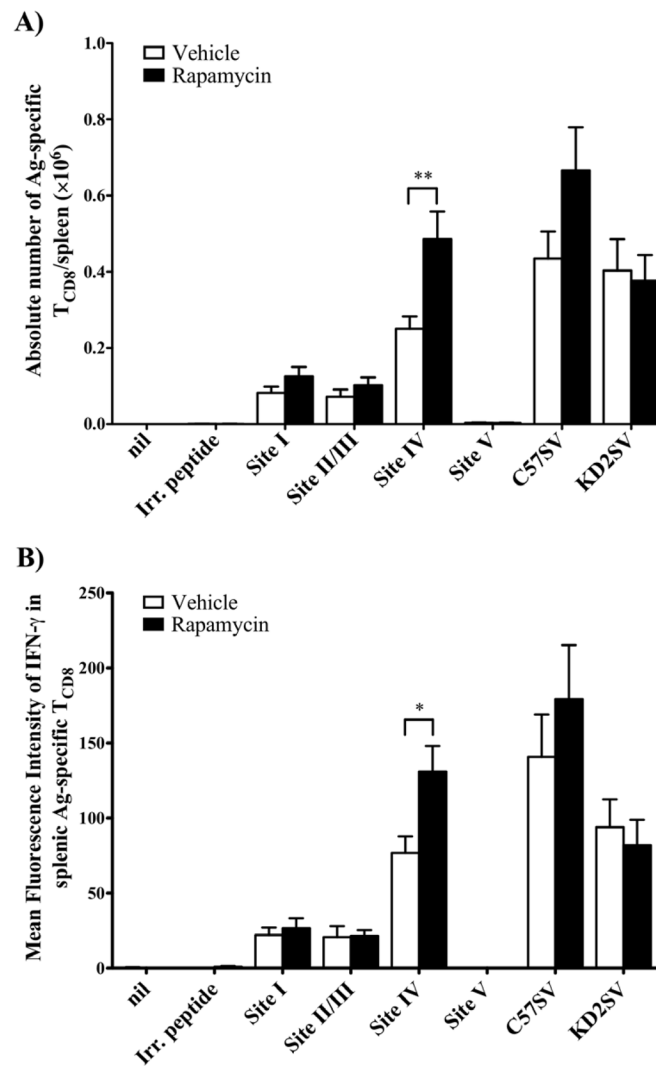 A)
Absolute number of Ag-specific
T_CD8/spleen (×10⁶)
1.0
0.8
0.6
0.4
0.2
0.0
Vehicle
Rapamycin
**
nil
Irr. peptide
Site I
Site II/III
Site IV
Site V
C57SV
KD2SV
B)
Mean Fluorescence Intensity of IFN-γ in
splenic Ag-specific T_CD8
250
200
150
100
50
0
Vehicle
Rapamycin
*
nil
Irr. peptide
Site I
Site II/III
Site IV
Site V
C57SV
KD2SV